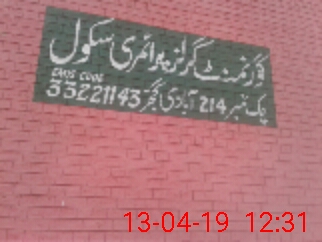 گورنمنٹ گرلز پرائمری سکول
EMIS CODE
چک نمبر 214 آبادی گجر 33221143
13-04-19 12:31